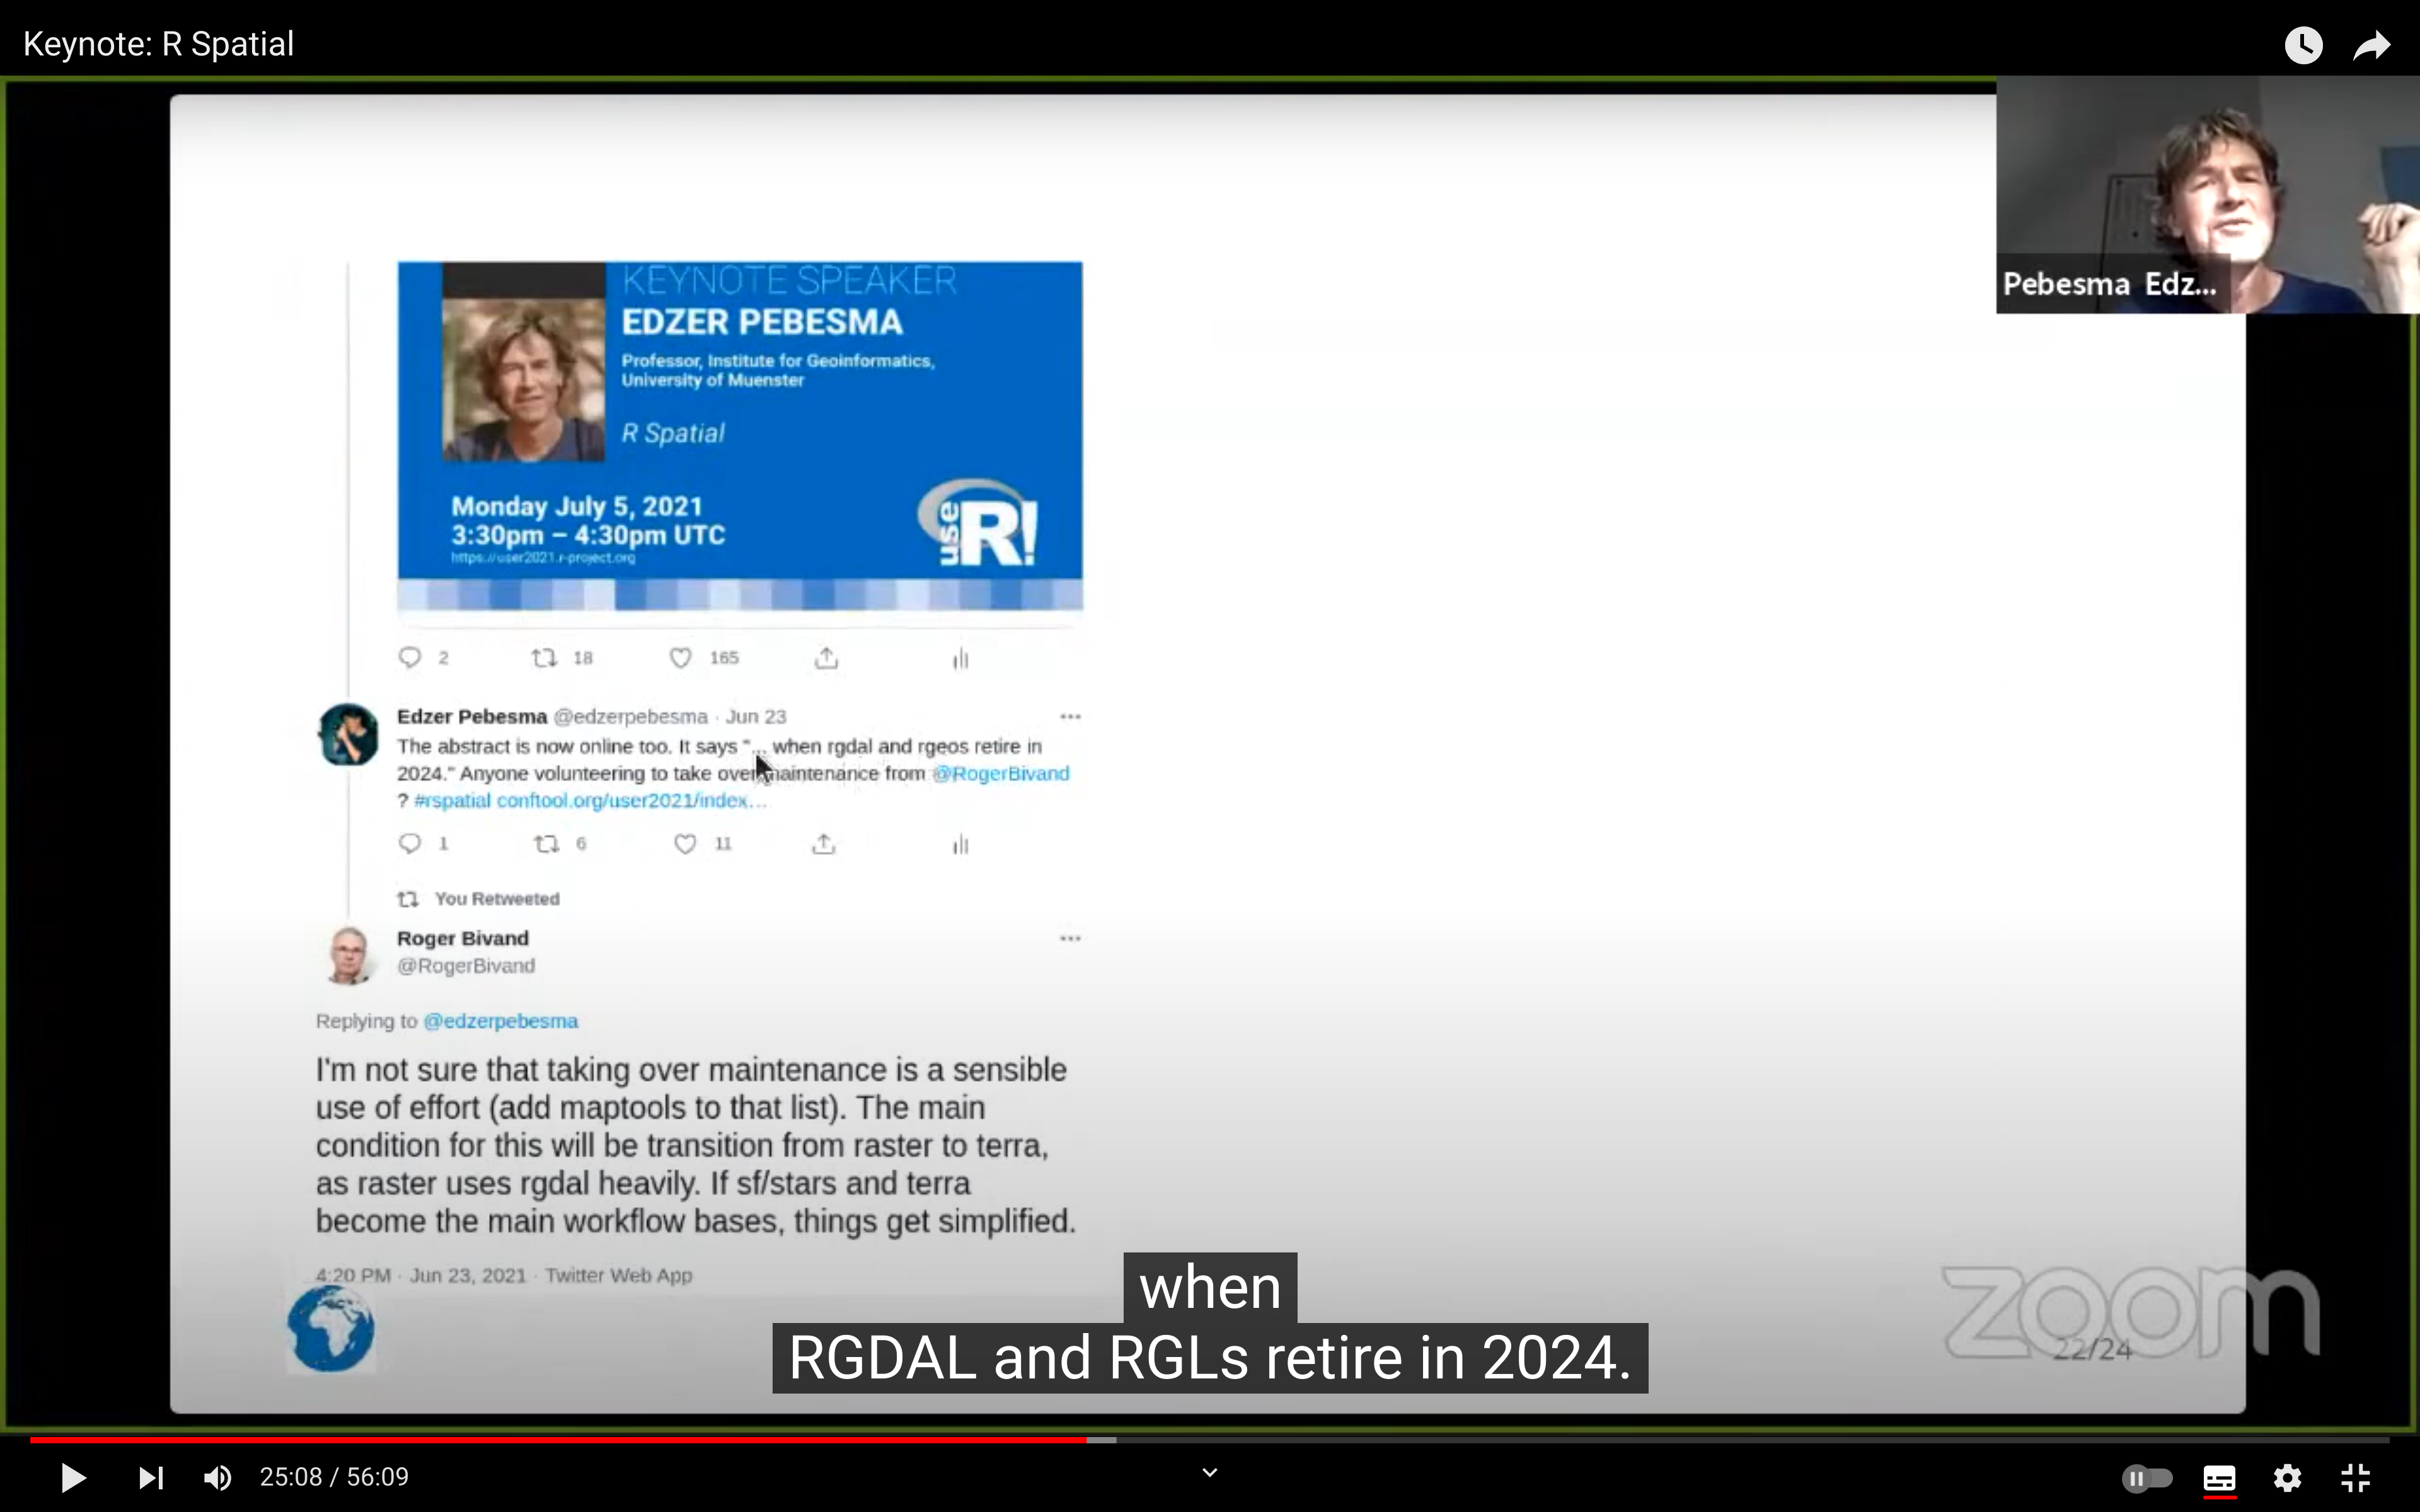 Keynote: R Spatial
Pebesma Edz...
KEYNOTE SPEAKER
EDZER PEBESMA
Professor, Institute for Geoinformatics,
University of Muenster
R Spatial
Monday July 5, 2021
3:30pm – 4:30pm UTC
https://user2021.r-project.org
use R!
2 18 165
Edzer Pebesma @edzerpebesma · Jun 23
The abstract is now online too. It says "... when rgdal and rgeos retire in
2024." Anyone volunteering to take over maintenance from @RogerBivand
? #rspatial conftool.org/user2021/index...
1 6 11
You Retweeted
Roger Bivand
@RogerBivand
Replying to @edzerpebesma
I'm not sure that taking over maintenance is a sensible
use of effort (add maptools to that list). The main
condition for this will be transition from raster to terra,
as raster uses rgdal heavily. If sf/stars and terra
become the main workflow bases, things get simplified.
4:20 PM · Jun 23, 2021 · Twitter Web App
when
RGDAL and RGLs retire in 2024.
zoom
22/24
25:08 / 56:09